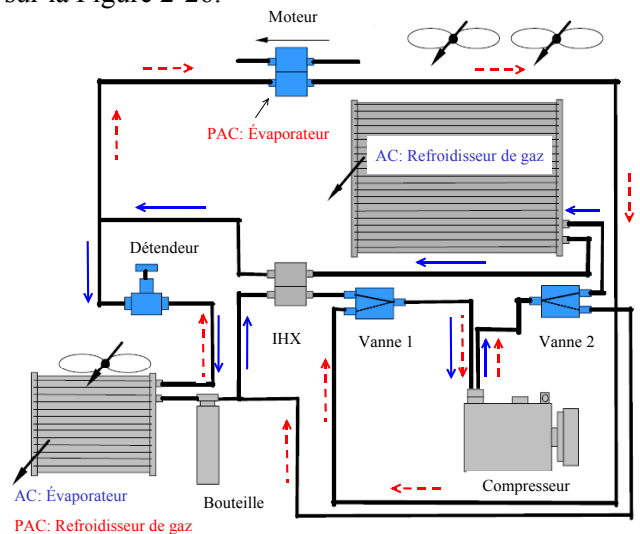 sur la Figure 2-26.
Moteur
PAC: Évaporateur
AC: Refroidisseur de gaz
Détendeur
IHX
Vanne 1
Vanne 2
Compresseur
Bouteille
AC: Évaporateur
PAC: Refroidisseur de gaz